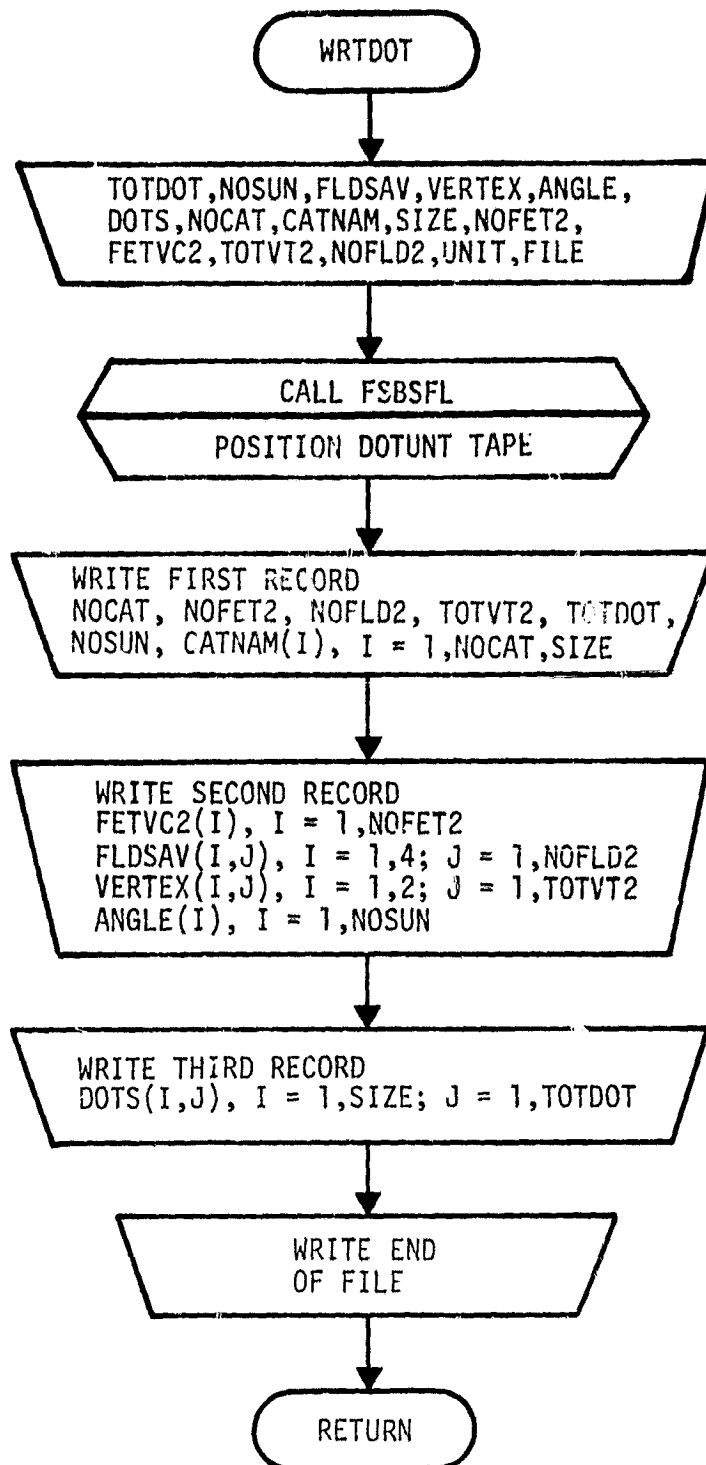 WRTDOT
TOTDOT,NOSUN,FLDSAV,VERTEX,ANGLE,
DOTS,NOCAT,CATNAM,SIZE,NOFET2,
FETVC2,TOTVT2,NOFLD2,UNIT,FILE
CALL FSBSFL
POSITION DOTUNT TAPE
WRITE FIRST RECORD
NOCAT, NOFET2, NOFLD2, TOTVT2, TOTDOT,
NOSUN, CATNAM(I), I = 1,NOCAT,SIZE
WRITE SECOND RECORD
FETVC2(I), I = 1,NOFET2
FLDSAV(I,J), I = 1,4; J = 1,NOFLD2
VERTEX(I,J), I = 1,2; J = 1,TOTVT2
ANGLE(I), I = 1,NOSUN
WRITE THIRD RECORD
DOTS(I,J), I = 1,SIZE; J = 1,TOTDOT
WRITE END
OF FILE
RETURN